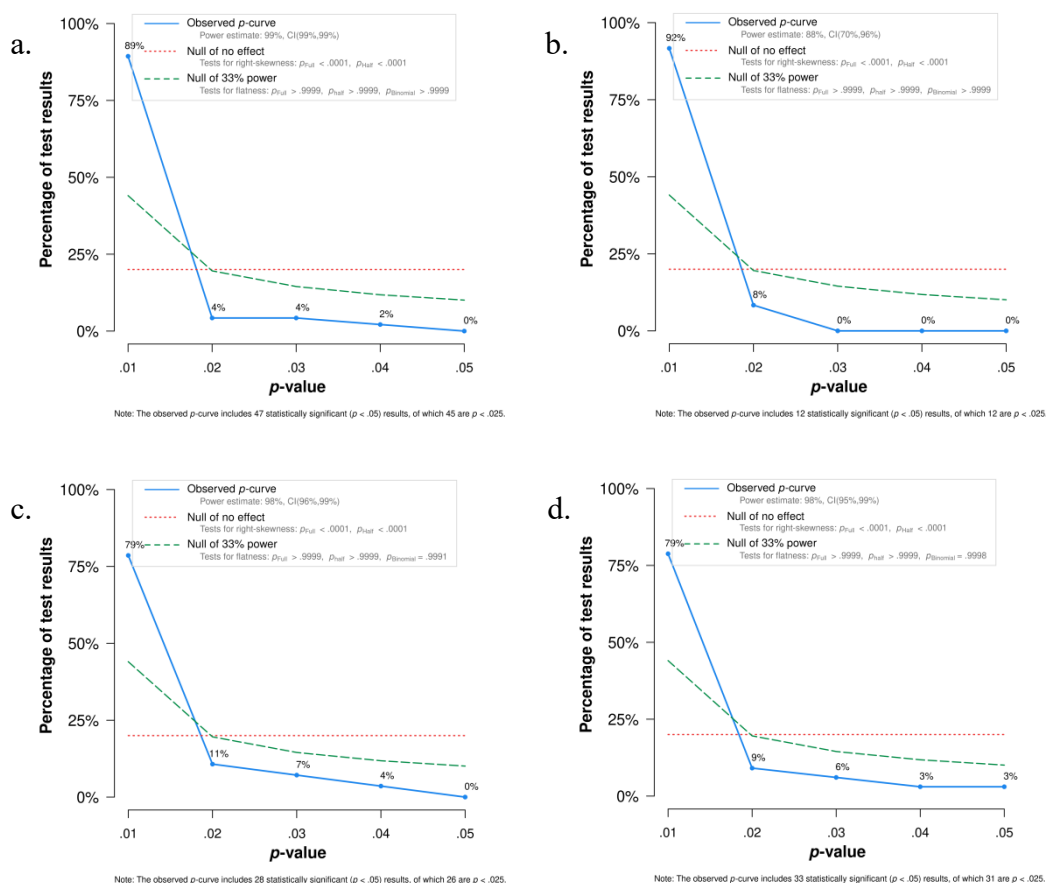 a.
100%
75%
50%
25%
0%
Percentage of test results
Observed p-curve
Power estimate: 99%, CI(99%,99%)
Null of no effect
Tests for right-skewness: pFull < .0001, pHalf < .0001
Null of 33% power
Tests for flatness: pFull > .9999, phalf > .9999, pBinomial > .9999
89%
4%
4%
2%
0%
.01 .02 .03 .04 .05
p-value
Note: The observed p-curve includes 47 statistically significant (p < .05) results, of which 45 are p < .025.
b.
100%
75%
50%
25%
0%
Percentage of test results
Observed p-curve
Power estimate: 88%, CI(70%,96%)
Null of no effect
Tests for right-skewness: pFull < .0001, pHalf < .0001
Null of 33% power
Tests for flatness: pFull > .9999, phalf > .9999, pBinomial > .9999
92%
8%
0%
0%
0%
.01 .02 .03 .04 .05
p-value
Note: The observed p-curve includes 12 statistically significant (p < .05) results, of which 12 are p < .025.
c.
100%
75%
50%
25%
0%
Percentage of test results
Observed p-curve
Power estimate: 98%, CI(96%,99%)
Null of no effect
Tests for right-skewness: pFull < .0001, pHalf < .0001
Null of 33% power
Tests for flatness: pFull > .9999, phalf > .9999, pBinomial = .9991
79%
11%
7%
4%
0%
.01 .02 .03 .04 .05
p-value
Note: The observed p-curve includes 28 statistically significant (p < .05) results, of which 26 are p < .025.
d.
100%
75%
50%
25%
0%
Percentage of test results
Observed p-curve
Power estimate: 98%, CI(95%,99%)
Null of no effect
Tests for right-skewness: pFull < .0001, pHalf < .0001
Null of 33% power
Tests for flatness: pFull > .9999, phalf > .9999, pBinomial = .9998
79%
9%
6%
3%
3%
.01 .02 .03 .04 .05
p-value
Note: The observed p-curve includes 33 statistically significant (p < .05) results, of which 31 are p < .025.